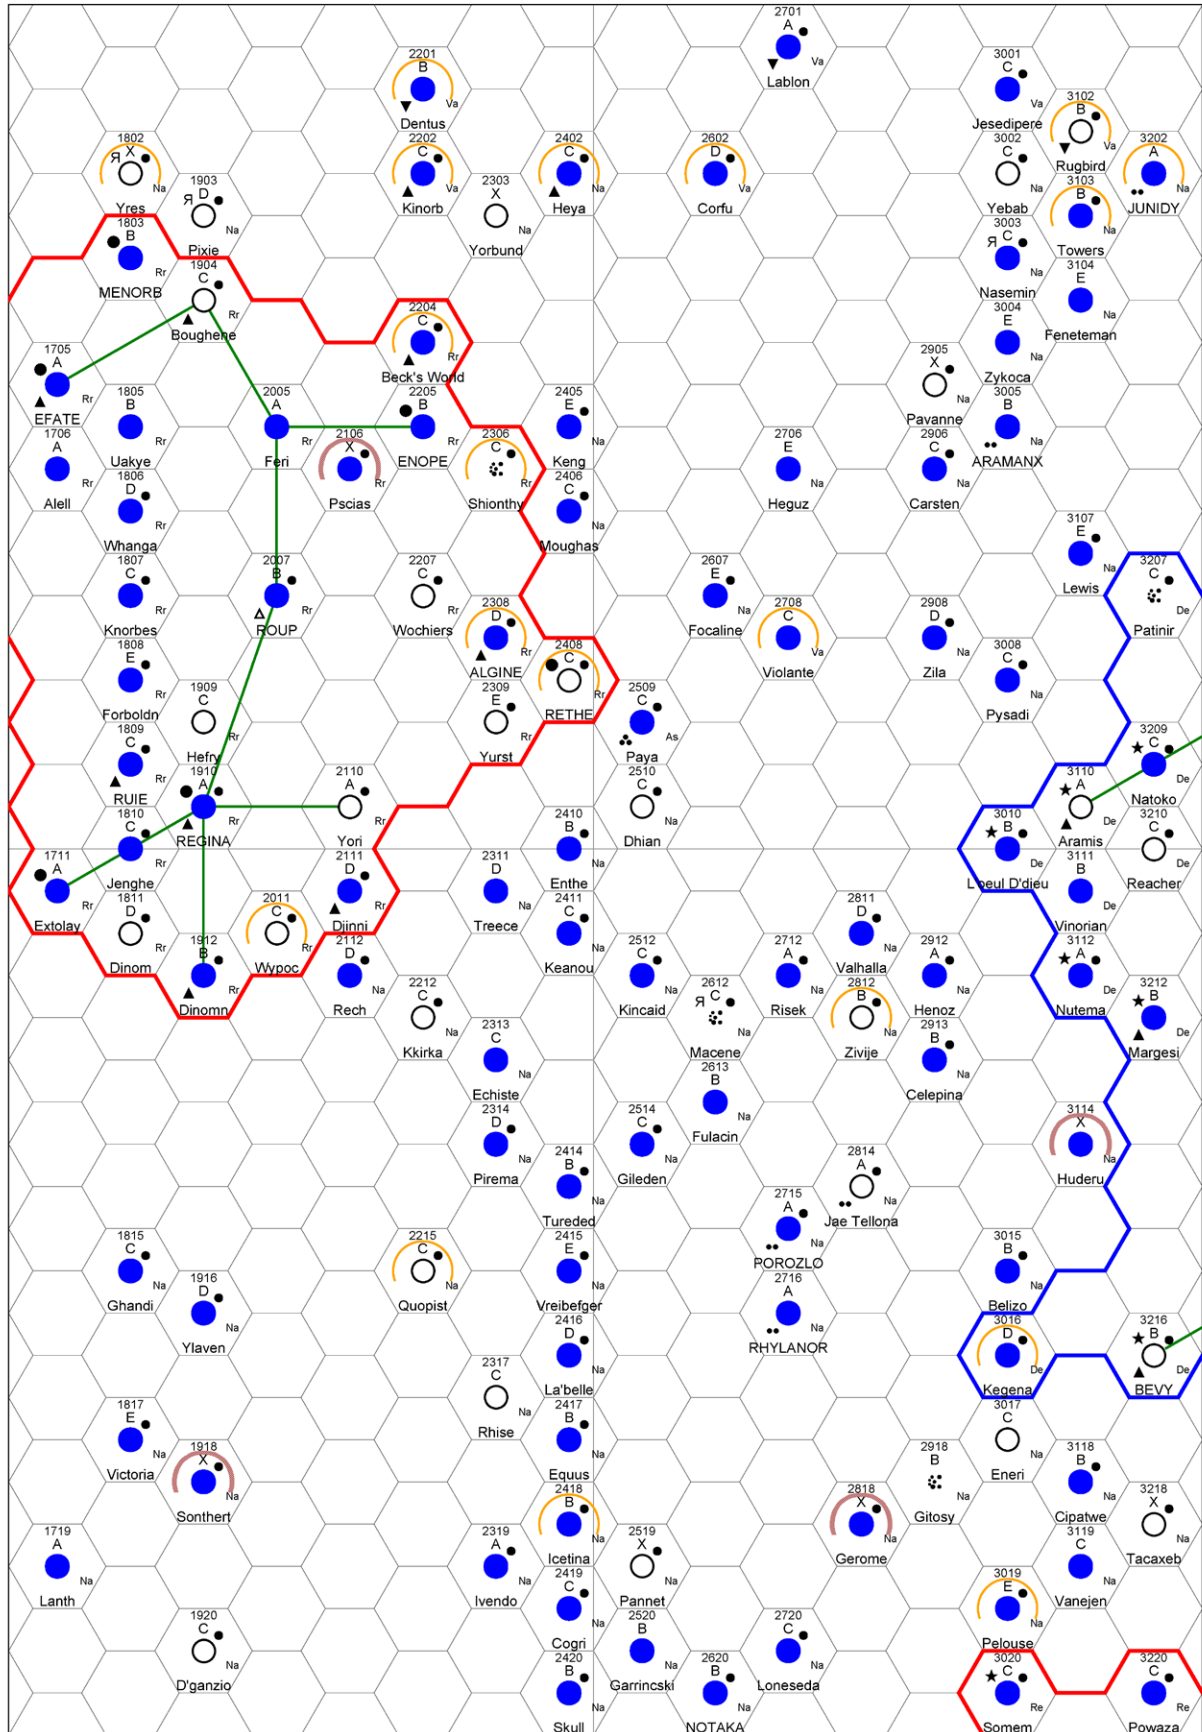 2701
A
Va
Lablon
2201
B
Va
Dentus
3001
C
Va
Jesedipere
3102
B
Va
Rugbird
1802
Я X
Na
Yres
2202
C
Va
Kinorb
2402
C
Va
Heya
2602
D
Va
Corfu
3002
C
Na
Yebab
3202
A
Na
JUNIDY
1903
Я D
Na
Pixie
2303
X
Na
Yorbund
3103
B
Na
Towers
1803
B
Rr
MENORB
3003
Я C
Na
Nasemin
1904
C
Rr
Boughene
3104
E
Na
Feneteman
2204
C
Rr
Beck's World
3004
E
Na
Zykoca
1705
A
Rr
EFATE
2905
X
Na
Pavanne
1805
B
Rr
Uakye
2005
A
Rr
Feri
2205
B
Rr
ENOPE
2405
E
Na
Keng
3005
B
Na
ARAMANX
1706
A
Rr
Alell
2106
X
Rr
Pscias
2306
C
Rr
Shionthy
2706
E
Na
Heguz
2906
C
Na
Carsten
1806
D
Rr
Whanga
2406
C
Na
Moughas
3107
E
Na
Lewis
1807
C
Rr
Knorbes
2007
B
Rr
ROUP
2207
C
Rr
Wochiers
2607
E
Na
Focaline
3207
C
De
Patinir
2308
D
Rr
ALGINE
2708
C
Va
Violante
2908
D
Na
Zila
1808
E
Rr
Forboldn
2408
C
Rr
RETHE
3008
C
Na
Pysadi
1909
C
Rr
Hefry
2309
E
Rr
Yurst
2509
C
As
Paya
1809
C
Rr
RUIE
3209
C
De
Natoko
1910
A
Rr
REGINA
2110
A
Rr
Yori
2510
C
Na
Dhian
3110
A
De
Aramis
1810
C
Rr
Jenghe
2410
B
Na
Enthe
3010
B
De
L'oeul D'dieu
3210
C
De
Reacher
1711
A
Rr
Extolay
2111
D
Rr
Djinni
2311
D
Na
Treece
3111
B
De
Vinorian
1811
D
Rr
Dinom
2011
C
Rr
Wypoc
2411
C
Na
Keanou
2811
D
Na
Valhalla
1912
B
Rr
Dinomn
2112
D
Na
Rech
2512
C
Na
Kincaid
2712
A
Na
Risek
2912
A
Na
Henoz
3112
A
De
Nutema
2212
C
Na
Kkirka
2612
Я C
Na
Macene
2812
B
Na
Zivije
3212
B
De
Margesi
2313
C
Na
Echiste
2913
B
Na
Celepina
2613
B
Na
Fulacin
2314
D
Na
Pirema
2514
C
Na
Gileden
3114
X
Na
Huderu
2414
B
Na
Tureded
2814
A
Na
Jae Tellona
2715
A
Na
POROZLO
1815
C
Na
Ghandi
2215
C
Na
Quopist
2415
E
Na
Vreibefger
3015
B
Na
Belizo
1916
D
Na
Ylaven
2716
A
Na
RHYLANOR
2416
D
Na
La'belle
3016
D
De
Kegena
3216
B
De
BEVY
2317
C
Na
Rhise
3017
C
Na
Eneri
1817
E
Na
Victoria
2417
B
Na
Equus
1918
X
Na
Sonthert
2918
B
Na
Gitosy
3118
B
Na
Cipatwe
2418
B
Na
Icetina
2818
X
Na
Gerome
3218
X
Na
Tacaxeb
1719
A
Na
Lanth
2319
A
Na
Ivendo
2519
X
Na
Pannet
3119
C
Na
Vanejen
2419
C
Na
Cogri
3019
E
Na
Pelouse
1920
C
Na
D'ganzio
2520
B
Na
Garrincski
2720
C
Na
Loneseda
2420
B
Na
Skull
2620
B
Na
NOTAKA
3020
C
Re
Somem
3220
C
Re
Powaza